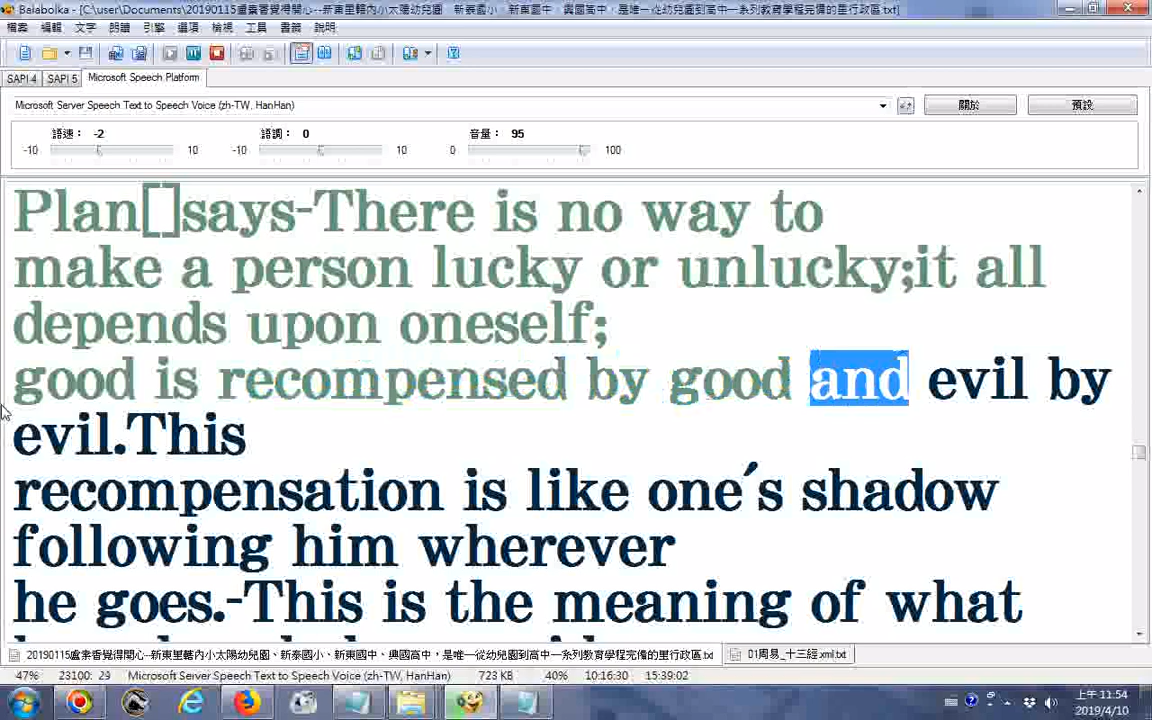 Balabolka - [C:\user\Documents\20190115盧崇香覺得開心--新東里轄內小太陽幼兒園、新泰國小、新東國中、興國高中，是唯一從幼兒園到高中一系列教育學程完備的里行政區.txt]
檔案 編輯 文字 朗讀 引擎 選項 檢視 工具 書籤 說明
SAPI 4 SAPI 5 Microsoft Speech Platform
Microsoft Server Speech Text to Speech Voice (zh-TW, HanHan) 關於 預設
語速： -2 語調： 0 音量： 95
-10 10 -10 10 0 100
Plan[]says-There is no way to
make a person lucky or unlucky;it all
depends upon oneself;
good is recompensed by good and evil by
evil.This
recompensation is like one's shadow
following him wherever
he goes.-This is the meaning of what
20190115盧崇香覺得開心--新東里轄內小太陽幼兒園、新泰國小、新東國中、興國高中，是唯一從幼兒園到高中一系列教育學程完備的里行政區.txt 01周易_十三經.xml.txt
47% 23100: 29 Microsoft Server Speech Text to Speech Voice (zh-TW, HanHan) 723 KB 40% 10:16:30 15:39:02
上午 11:54
2019/4/10